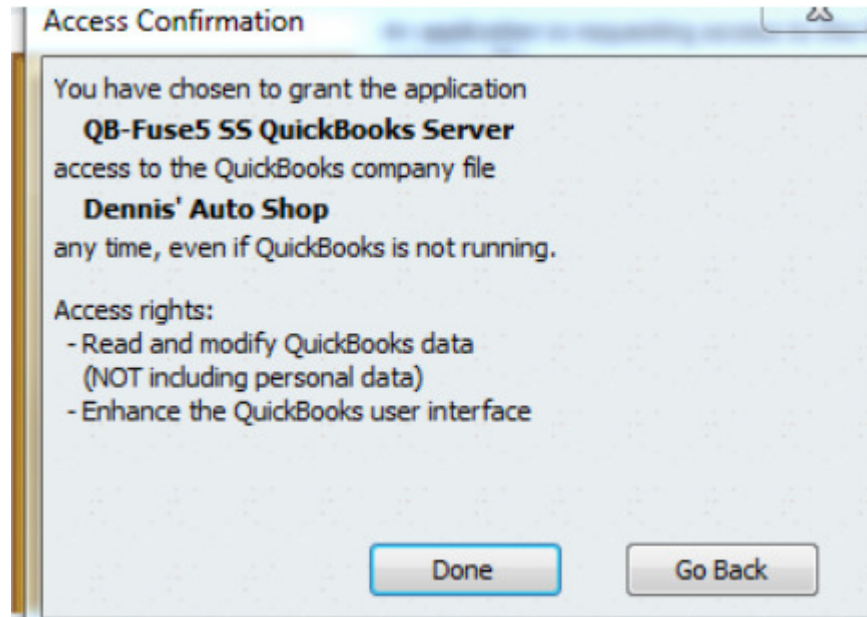 Access Confirmation
You have chosen to grant the application
QB-Fuse5 SS QuickBooks Server
access to the QuickBooks company file
Dennis' Auto Shop
any time, even if QuickBooks is not running.
Access rights:
- Read and modify QuickBooks data
(NOT including personal data)
- Enhance the QuickBooks user interface
Done
Go Back